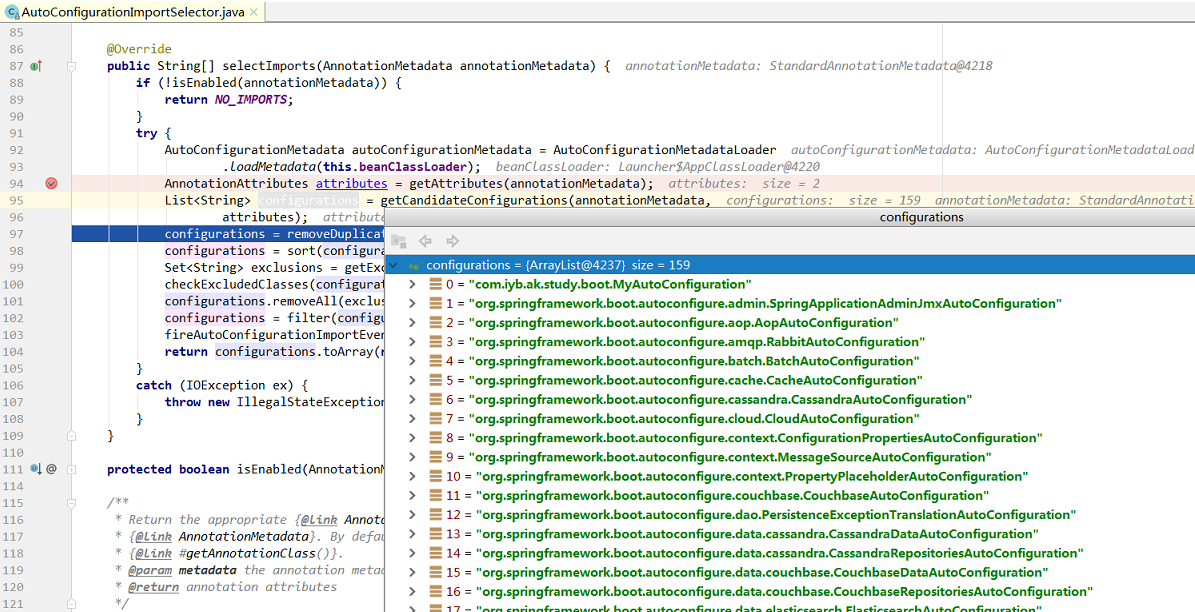 AutoConfigurationImportSelector.java
85
86 @Override
87 public String[] selectImports(AnnotationMetadata annotationMetadata) { annotationMetadata: StandardAnnotationMetadata@4218
88 if (!isEnabled(annotationMetadata)) {
89 return NO_IMPORTS;
90 }
91 try {
92 AutoConfigurationMetadata autoConfigurationMetadata = AutoConfigurationMetadataLoader autoConfigurationMetadata: AutoConfigurationMetadataLoad
93 .loadMetadata(this.beanClassLoader); beanClassLoader: Launcher$AppClassLoader@4220
94 AnnotationAttributes attributes = getAttributes(annotationMetadata); attributes: size = 2
95 List<String> configurations = getCandidateConfigurations(annotationMetadata, configurations: size = 159 annotationMetadata: StandardAnnotati
96 attributes); attribute
configurations
97 configurations = removeDuplicat
98 configurations = sort(configura
99 Set<String> exclusions = getExc
100 checkExcludedClasses(configurat
101 configurations.removeAll(exclus
102 configurations = filter(configu
103 fireAutoConfigurationImportEven
104 return configurations.toArray(n
105 }
106 catch (IOException ex) {
107 throw new IllegalStateException
108 }
109 }
110
111 protected boolean isEnabled(AnnotationM
114
115 /**
116 * Return the appropriate {@link Annota
117 * {@link AnnotationMetadata}. By defau
118 * {@link #getAnnotationClass()}.
119 * @param metadata the annotation metad
120 * @return annotation attributes
121 */
configurations = {ArrayList@4237} size = 159
0 = "com.iyb.ak.study.boot.MyAutoConfiguration"
1 = "org.springframework.boot.autoconfigure.admin.SpringApplicationAdminJmxAutoConfiguration"
2 = "org.springframework.boot.autoconfigure.aop.AopAutoConfiguration"
3 = "org.springframework.boot.autoconfigure.amqp.RabbitAutoConfiguration"
4 = "org.springframework.boot.autoconfigure.batch.BatchAutoConfiguration"
5 = "org.springframework.boot.autoconfigure.cache.CacheAutoConfiguration"
6 = "org.springframework.boot.autoconfigure.cassandra.CassandraAutoConfiguration"
7 = "org.springframework.boot.autoconfigure.cloud.CloudAutoConfiguration"
8 = "org.springframework.boot.autoconfigure.context.ConfigurationPropertiesAutoConfiguration"
9 = "org.springframework.boot.autoconfigure.context.MessageSourceAutoConfiguration"
10 = "org.springframework.boot.autoconfigure.context.PropertyPlaceholderAutoConfiguration"
11 = "org.springframework.boot.autoconfigure.couchbase.CouchbaseAutoConfiguration"
12 = "org.springframework.boot.autoconfigure.dao.PersistenceExceptionTranslationAutoConfiguration"
13 = "org.springframework.boot.autoconfigure.data.cassandra.CassandraDataAutoConfiguration"
14 = "org.springframework.boot.autoconfigure.data.cassandra.CassandraRepositoriesAutoConfiguration"
15 = "org.springframework.boot.autoconfigure.data.couchbase.CouchbaseDataAutoConfiguration"
16 = "org.springframework.boot.autoconfigure.data.couchbase.CouchbaseRepositoriesAutoConfiguration"
17 = "org.springframework.boot.autoconfigure.data.elasticsearch.ElasticsearchAutoConfiguration"